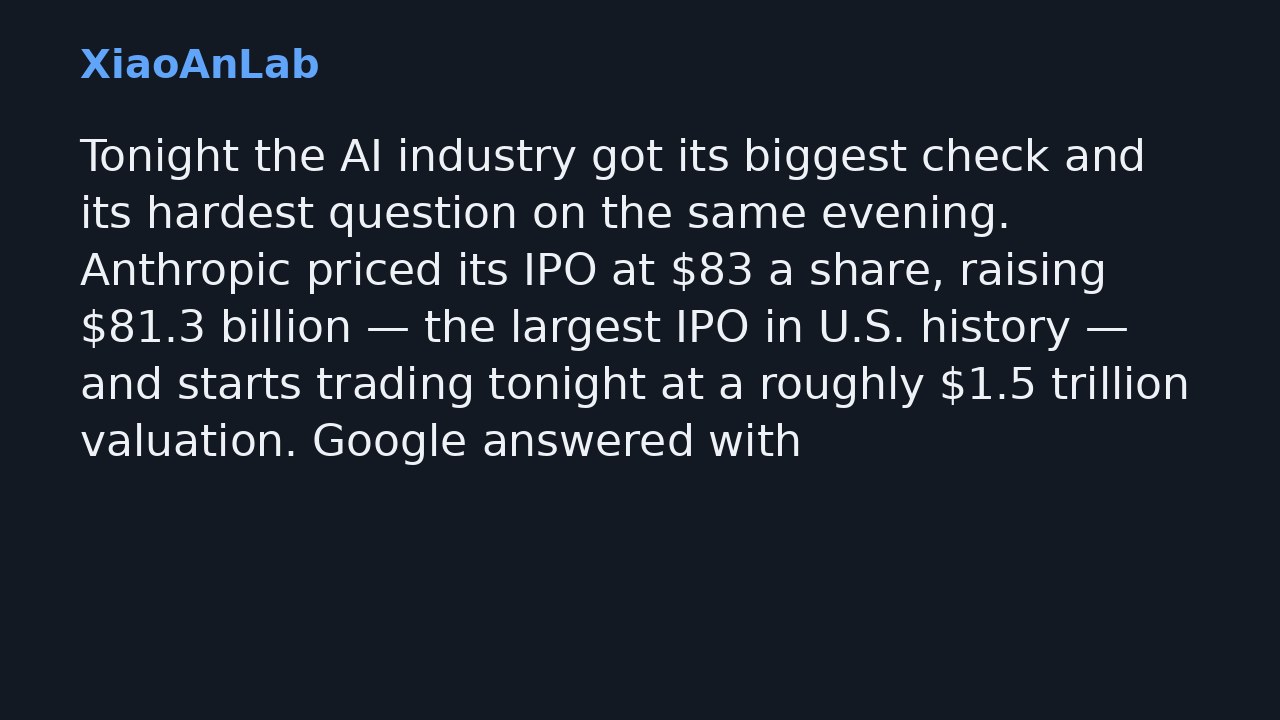 XiaoAnLab
Tonight the AI industry got its biggest check and
its hardest question on the same evening.
Anthropic priced its IPO at $83 a share, raising
$81.3 billion — the largest IPO in U.S. history —
and starts trading tonight at a roughly $1.5 trillion
valuation. Google answered with